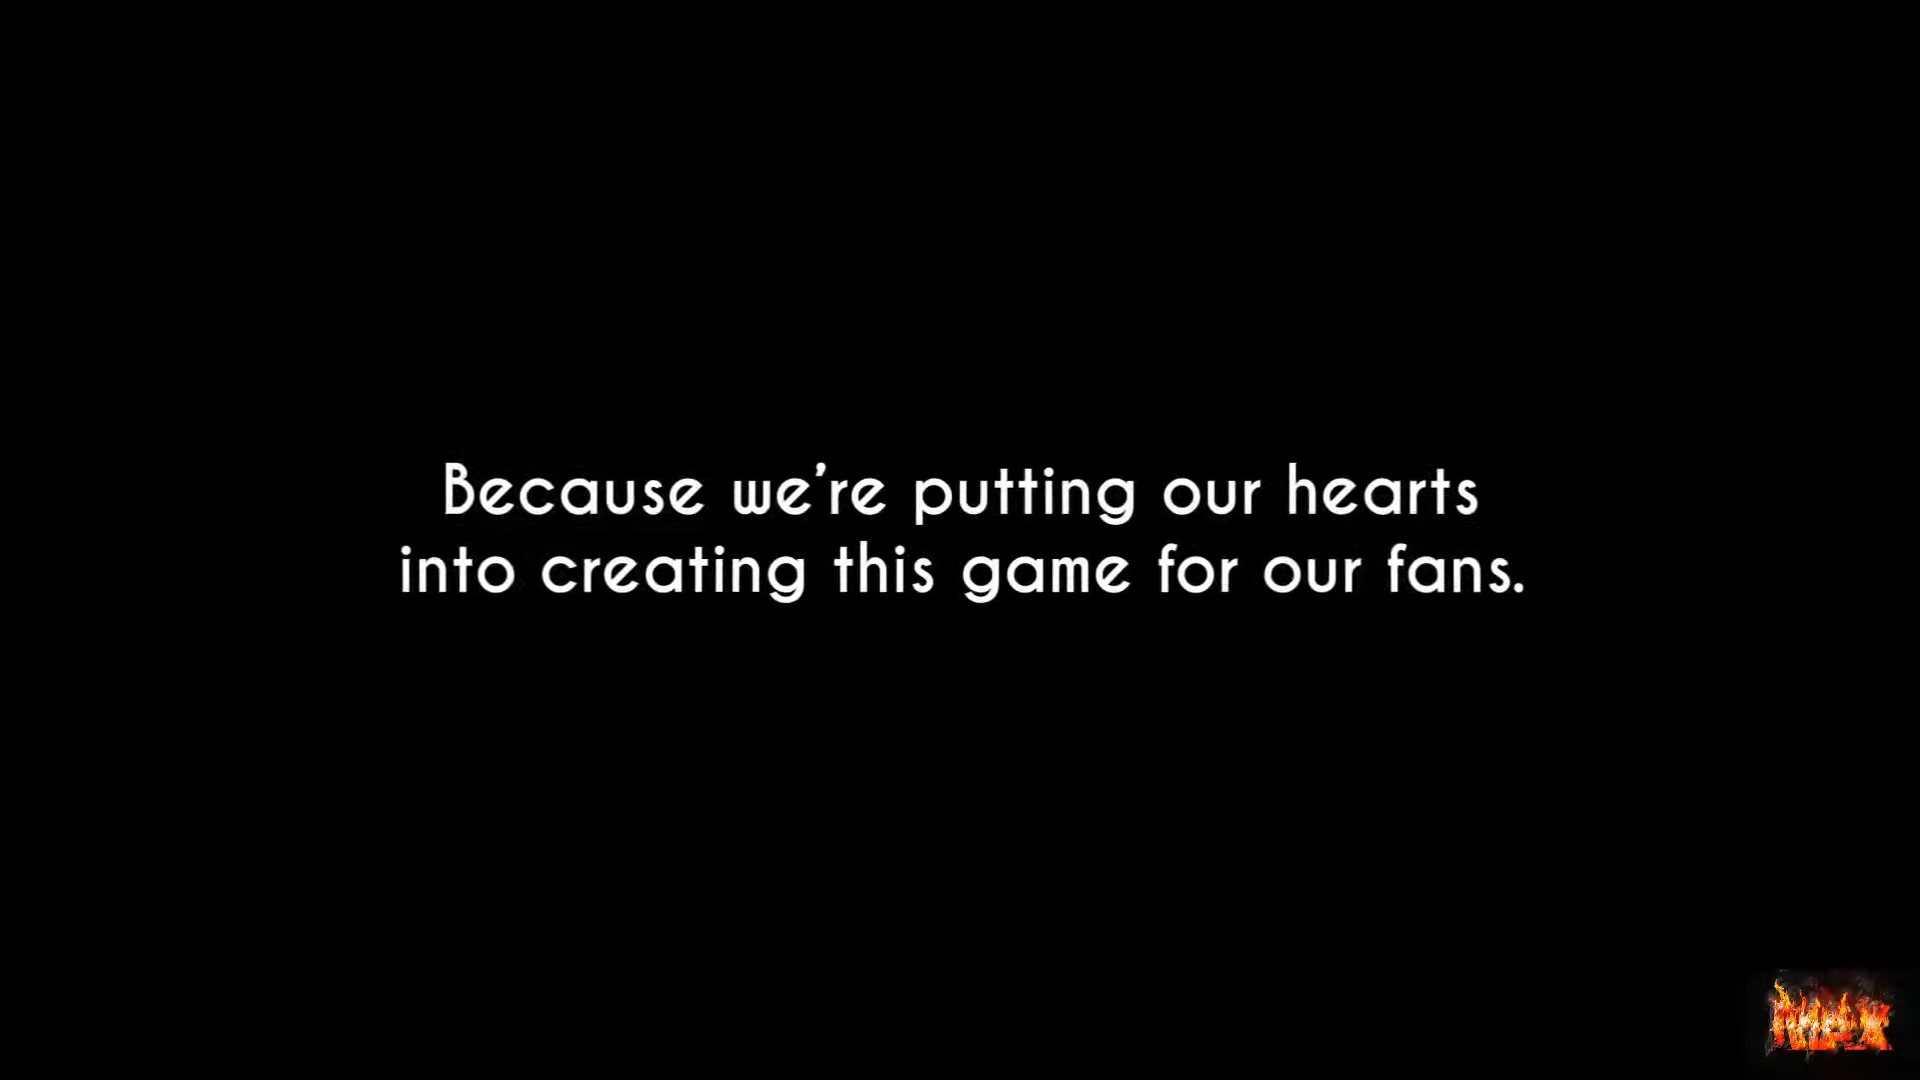 Because we're putting our hearts
into creating this game for our fans.